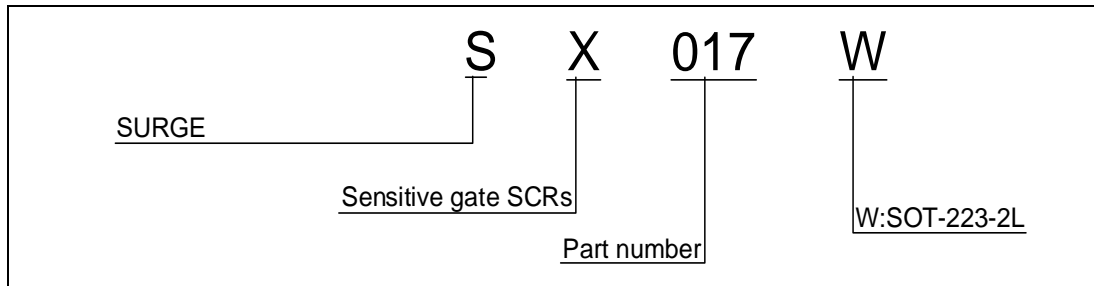 S X 017 W
SURGE
Sensitive gate SCRs
W:SOT-223-2L
Part number